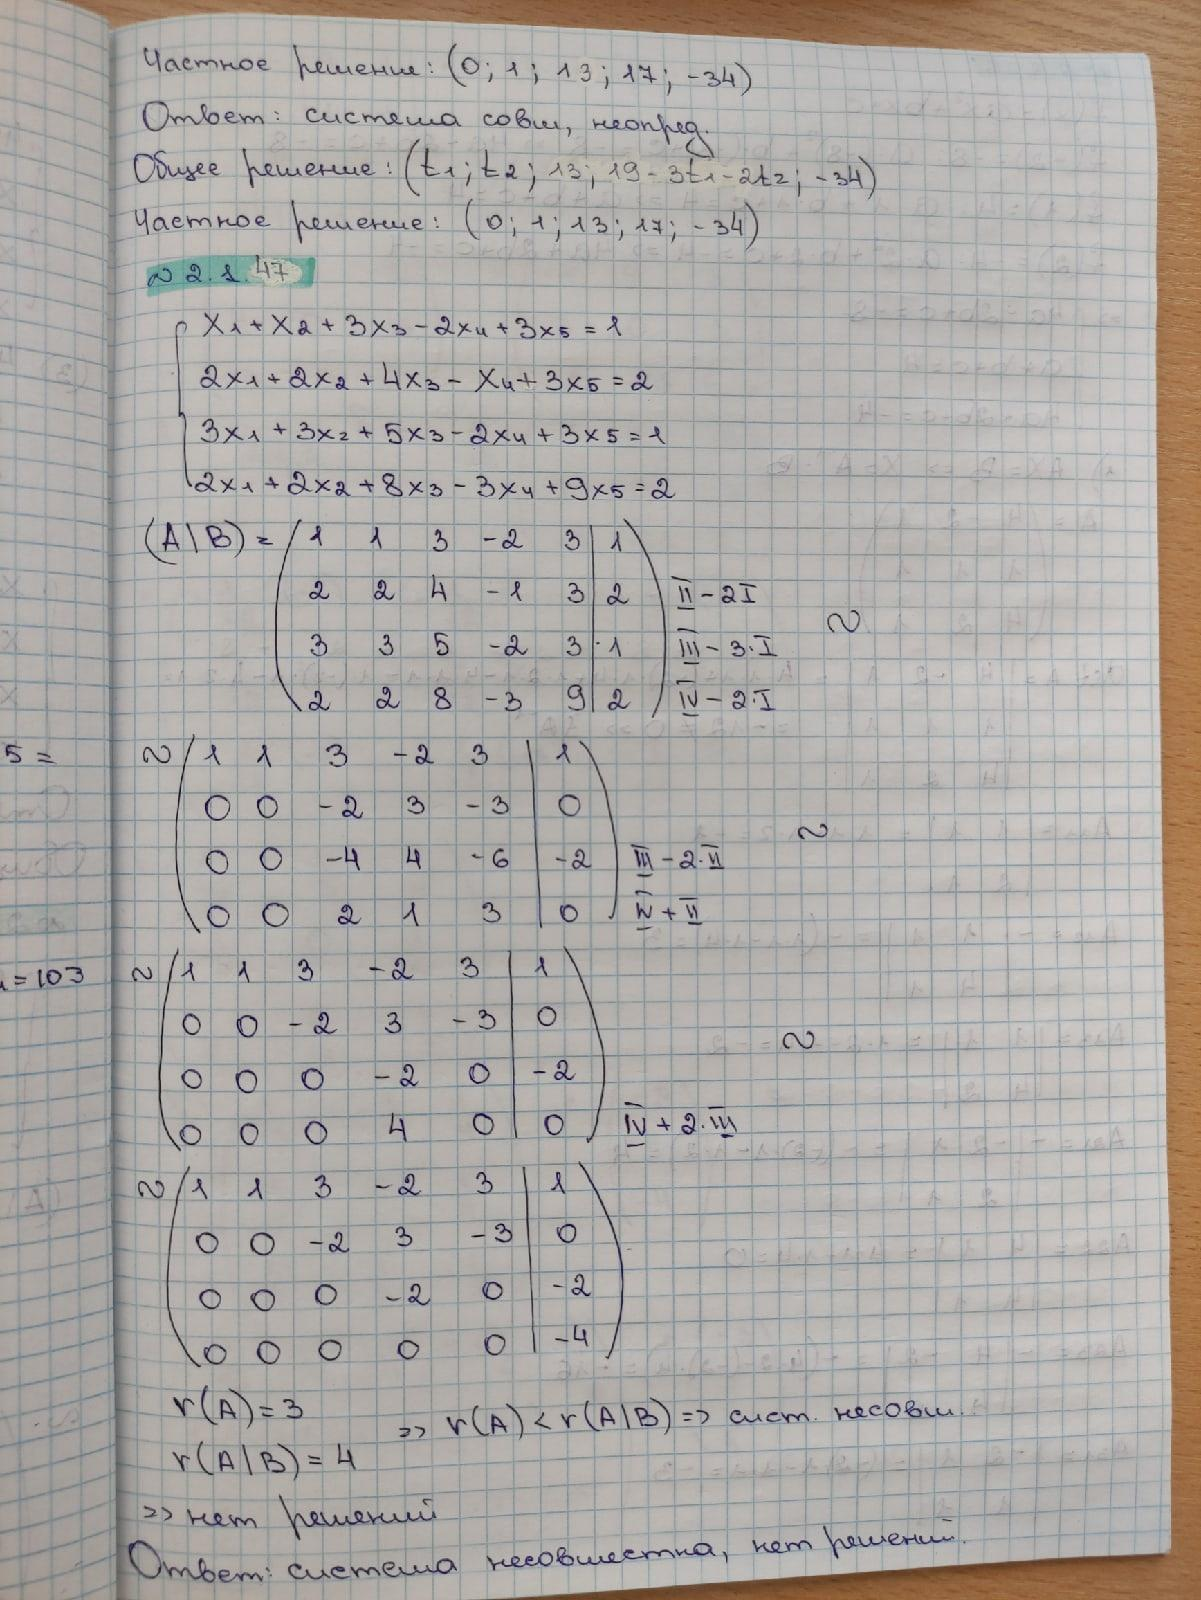 Частное решение: (0; 1; 13; 17; -34)
Ответ: система совм, неопред.
Общее решение: (t1; t2; 13; 19-3t1-2t2; -34)
Частное решение: (0; 1; 13; 17; -34)
~ 2.1.47
x1 + x2 + 3x3 - 2x4 + 3x5 = 1
2x1 + 2x2 + 4x3 - x4 + 3x5 = 2
3x1 + 3x2 + 5x3 - 2x4 + 3x5 = 1
2x1 + 2x2 + 8x3 - 3x4 + 9x5 = 2
(A|B) = ( 1 1 3 -2 3 | 1 )
2 2 4 -1 3 | 2 II - 2I
~
3 3 5 -2 3 | 1 III - 3·I
2 2 8 -3 9 | 2 IV - 2·I
5 =
~ ( 1 1 3 -2 3 | 1 )
0 0 -2 3 -3 | 0
~
0 0 -4 4 -6 | -2 III - 2·II
0 0 2 1 3 | 0 IV + II
=103
~ ( 1 1 3 -2 3 | 1 )
0 0 -2 3 -3 | 0
~
0 0 0 -2 0 | -2
0 0 0 4 0 | 0 IV + 2·III
~ ( 1 1 3 -2 3 | 1 )
0 0 -2 3 -3 | 0
0 0 0 -2 0 | -2
0 0 0 0 0 | -4
r(A) = 3
=> r(A) < r(A|B) => сист. несовм.
r(A|B) = 4
=> нет решений
Ответ: система несовместна, нет решений.